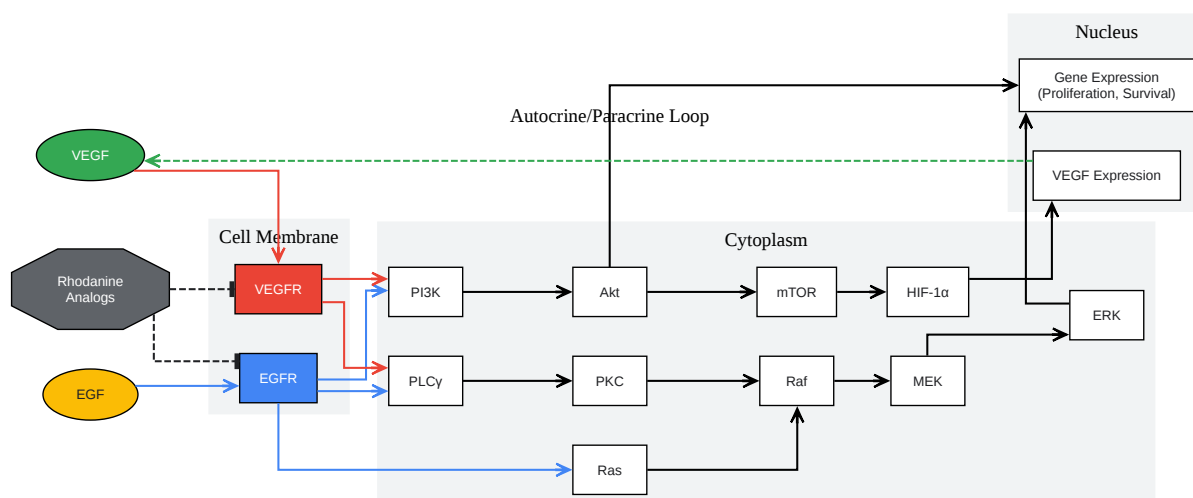 Nucleus
Gene Expression
(Proliferation, Survival)
Autocrine/Paracrine Loop
VEGF
VEGF Expression
Cell Membrane
Cytoplasm
Rhodanine
Analogs
VEGFR
PI3K
Akt
mTOR
HIF-1α
ERK
EGFR
EGF
PLCγ
PKC
Raf
MEK
Ras